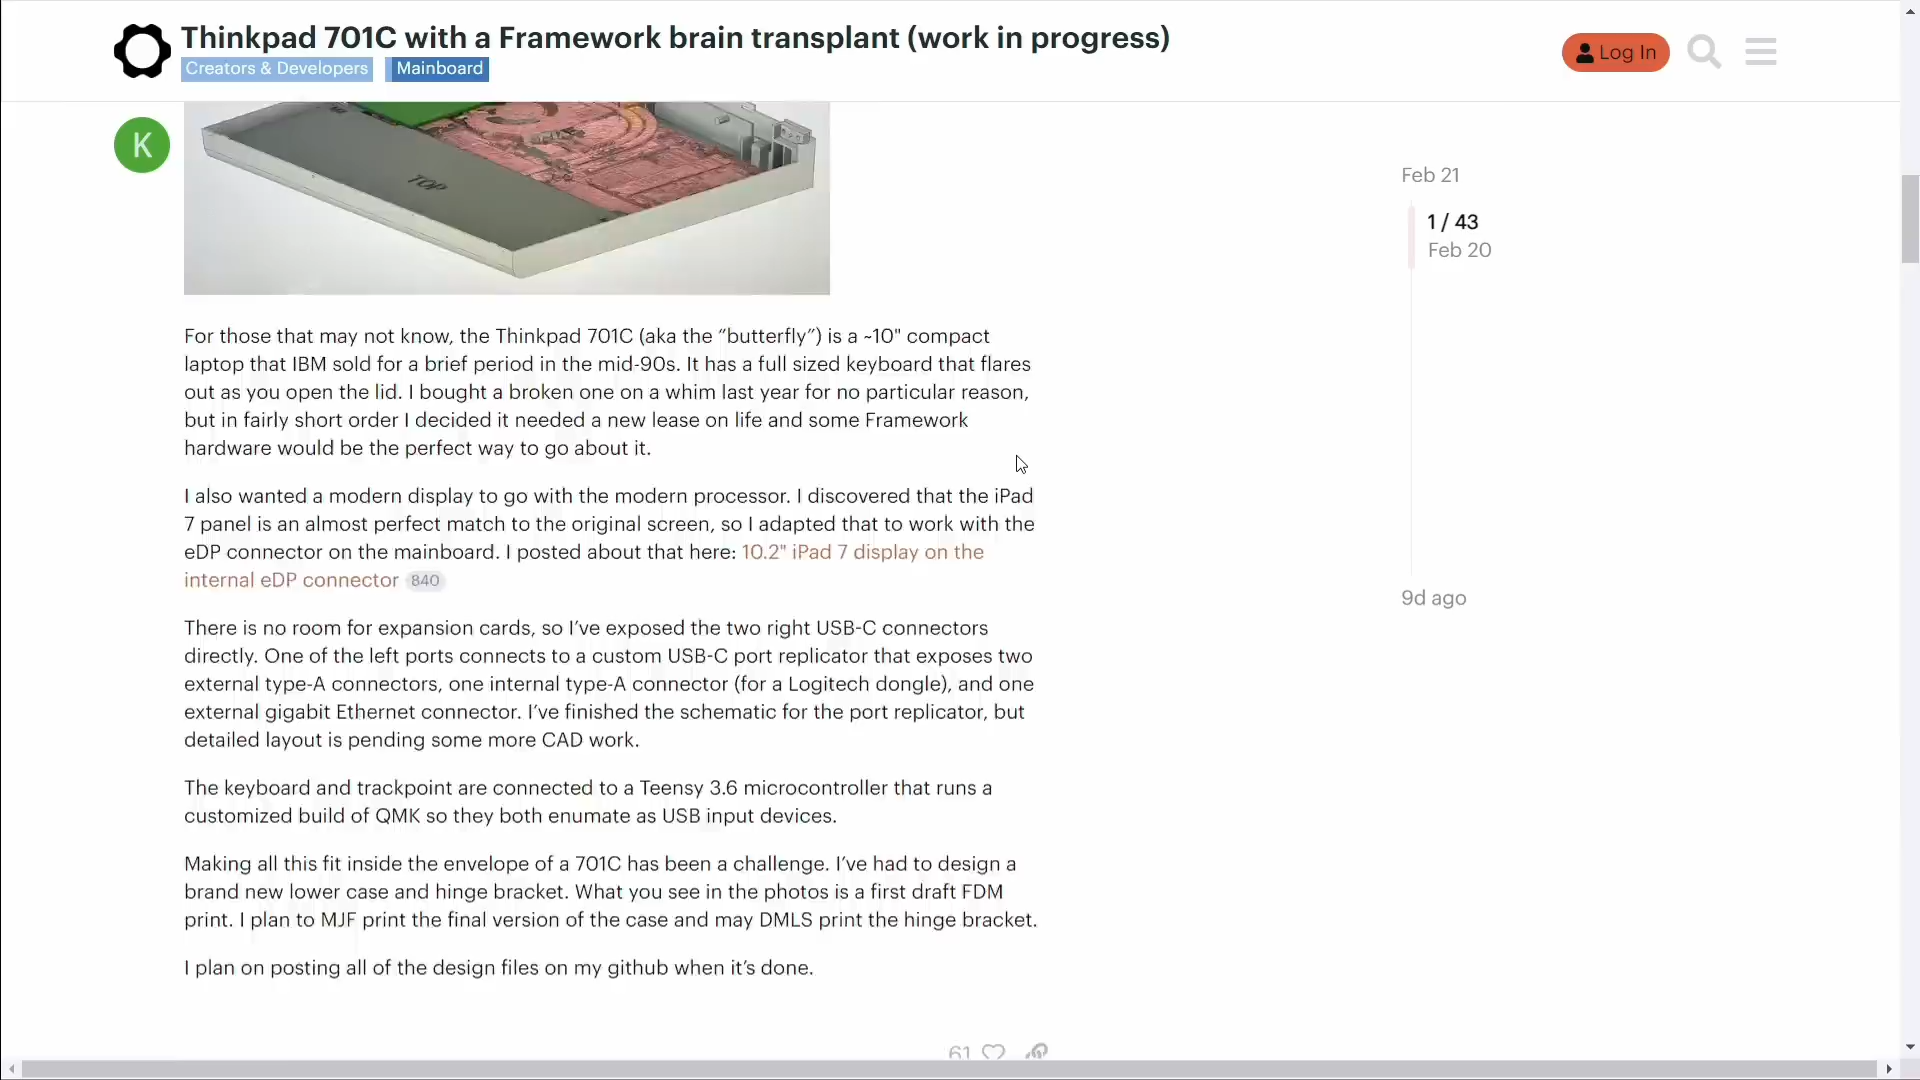 Thinkpad 701C with a Framework brain transplant (work in progress)
Creators & Developers Mainboard
Log In
K
TOP
Feb 21
1 / 43
Feb 20
9d ago
For those that may not know, the Thinkpad 701C (aka the “butterfly”) is a ~10" compact
laptop that IBM sold for a brief period in the mid-90s. It has a full sized keyboard that flares
out as you open the lid. I bought a broken one on a whim last year for no particular reason,
but in fairly short order I decided it needed a new lease on life and some Framework
hardware would be the perfect way to go about it.
I also wanted a modern display to go with the modern processor. I discovered that the iPad
7 panel is an almost perfect match to the original screen, so I adapted that to work with the
eDP connector on the mainboard. I posted about that here: 10.2" iPad 7 display on the
internal eDP connector 840
There is no room for expansion cards, so I’ve exposed the two right USB-C connectors
directly. One of the left ports connects to a custom USB-C port replicator that exposes two
external type-A connectors, one internal type-A connector (for a Logitech dongle), and one
external gigabit Ethernet connector. I’ve finished the schematic for the port replicator, but
detailed layout is pending some more CAD work.
The keyboard and trackpoint are connected to a Teensy 3.6 microcontroller that runs a
customized build of QMK so they both enumate as USB input devices.
Making all this fit inside the envelope of a 701C has been a challenge. I’ve had to design a
brand new lower case and hinge bracket. What you see in the photos is a first draft FDM
print. I plan to MJF print the final version of the case and may DMLS print the hinge bracket.
I plan on posting all of the design files on my github when it’s done.
61